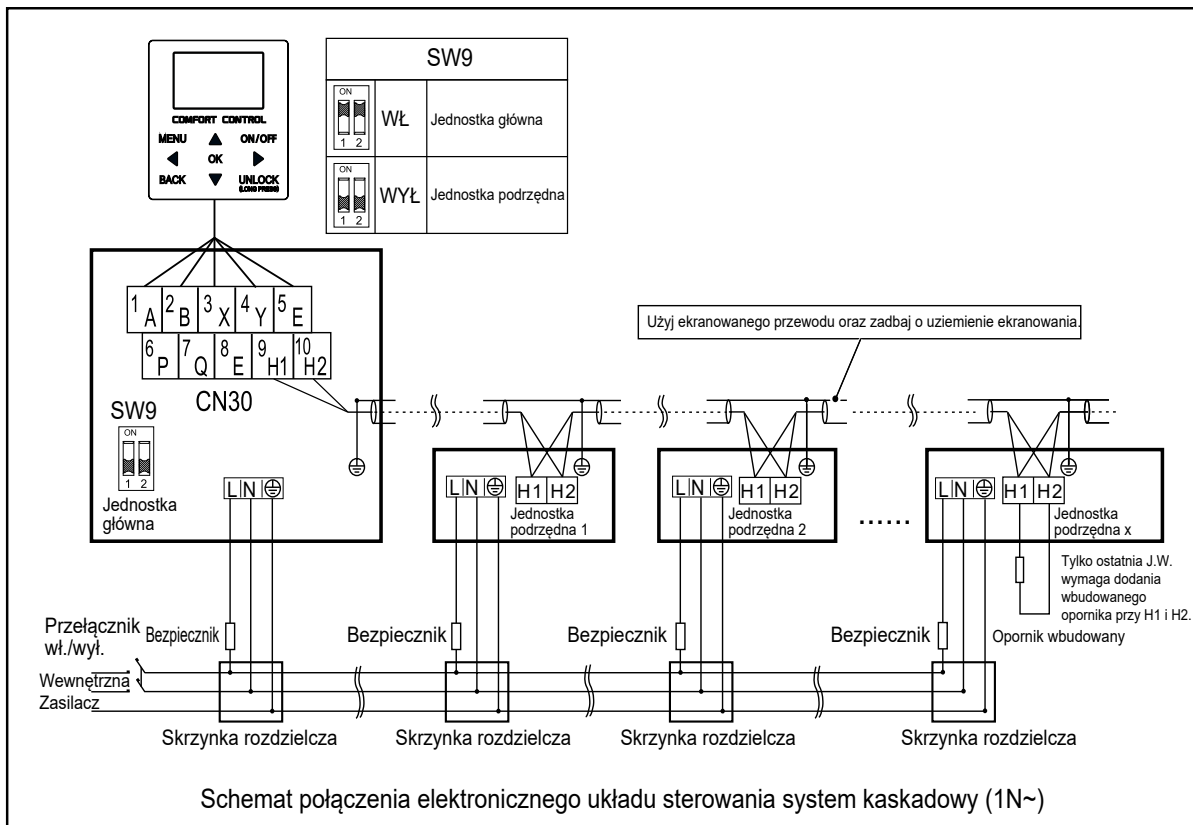 SW9
ON
1 2
WŁ
Jednostka główna
ON
1 2
WYŁ
Jednostka podrzędna
COMFORT CONTROL
MENU
ON/OFF
OK
BACK
UNLOCK
(LONG PRESS)
1 A 2 B 3 X 4 Y 5 E
6 P 7 Q 8 E 9 H1 10 H2
CN30
SW9
ON
1 2
Jednostka
główna
Użyj ekranowanego przewodu oraz zadbaj o uziemienie ekranowania.
L N
L N
H1 H2
Jednostka
podrzędna 1
L N
H1 H2
Jednostka
podrzędna 2
......
L N
H1 H2
Jednostka
podrzędna x
Tylko ostatnia J.W.
wymaga dodania
wbudowanego
opornika przy H1 i H2.
Opornik wbudowany
Przełącznik
wł./wył.
Bezpiecznik
Bezpiecznik
Bezpiecznik
Bezpiecznik
Wewnętrzna
Zasilacz
Skrzynka rozdzielcza
Skrzynka rozdzielcza
Skrzynka rozdzielcza
Skrzynka rozdzielcza
Schemat połączenia elektronicznego układu sterowania system kaskadowy (1N~)